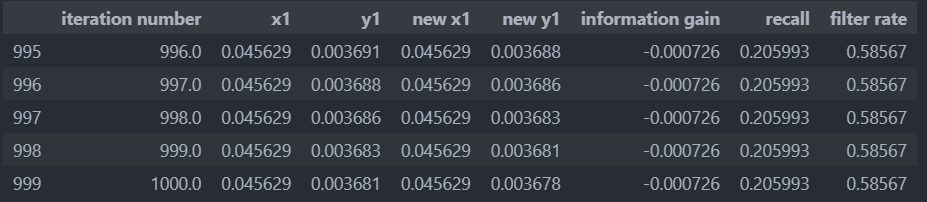 iteration number x1 y1 new x1 new y1 information gain recall filter rate
995 996.0 0.045629 0.003691 0.045629 0.003688 -0.000726 0.205993 0.58567
996 997.0 0.045629 0.003688 0.045629 0.003686 -0.000726 0.205993 0.58567
997 998.0 0.045629 0.003686 0.045629 0.003683 -0.000726 0.205993 0.58567
998 999.0 0.045629 0.003683 0.045629 0.003681 -0.000726 0.205993 0.58567
999 1000.0 0.045629 0.003681 0.045629 0.003678 -0.000726 0.205993 0.58567